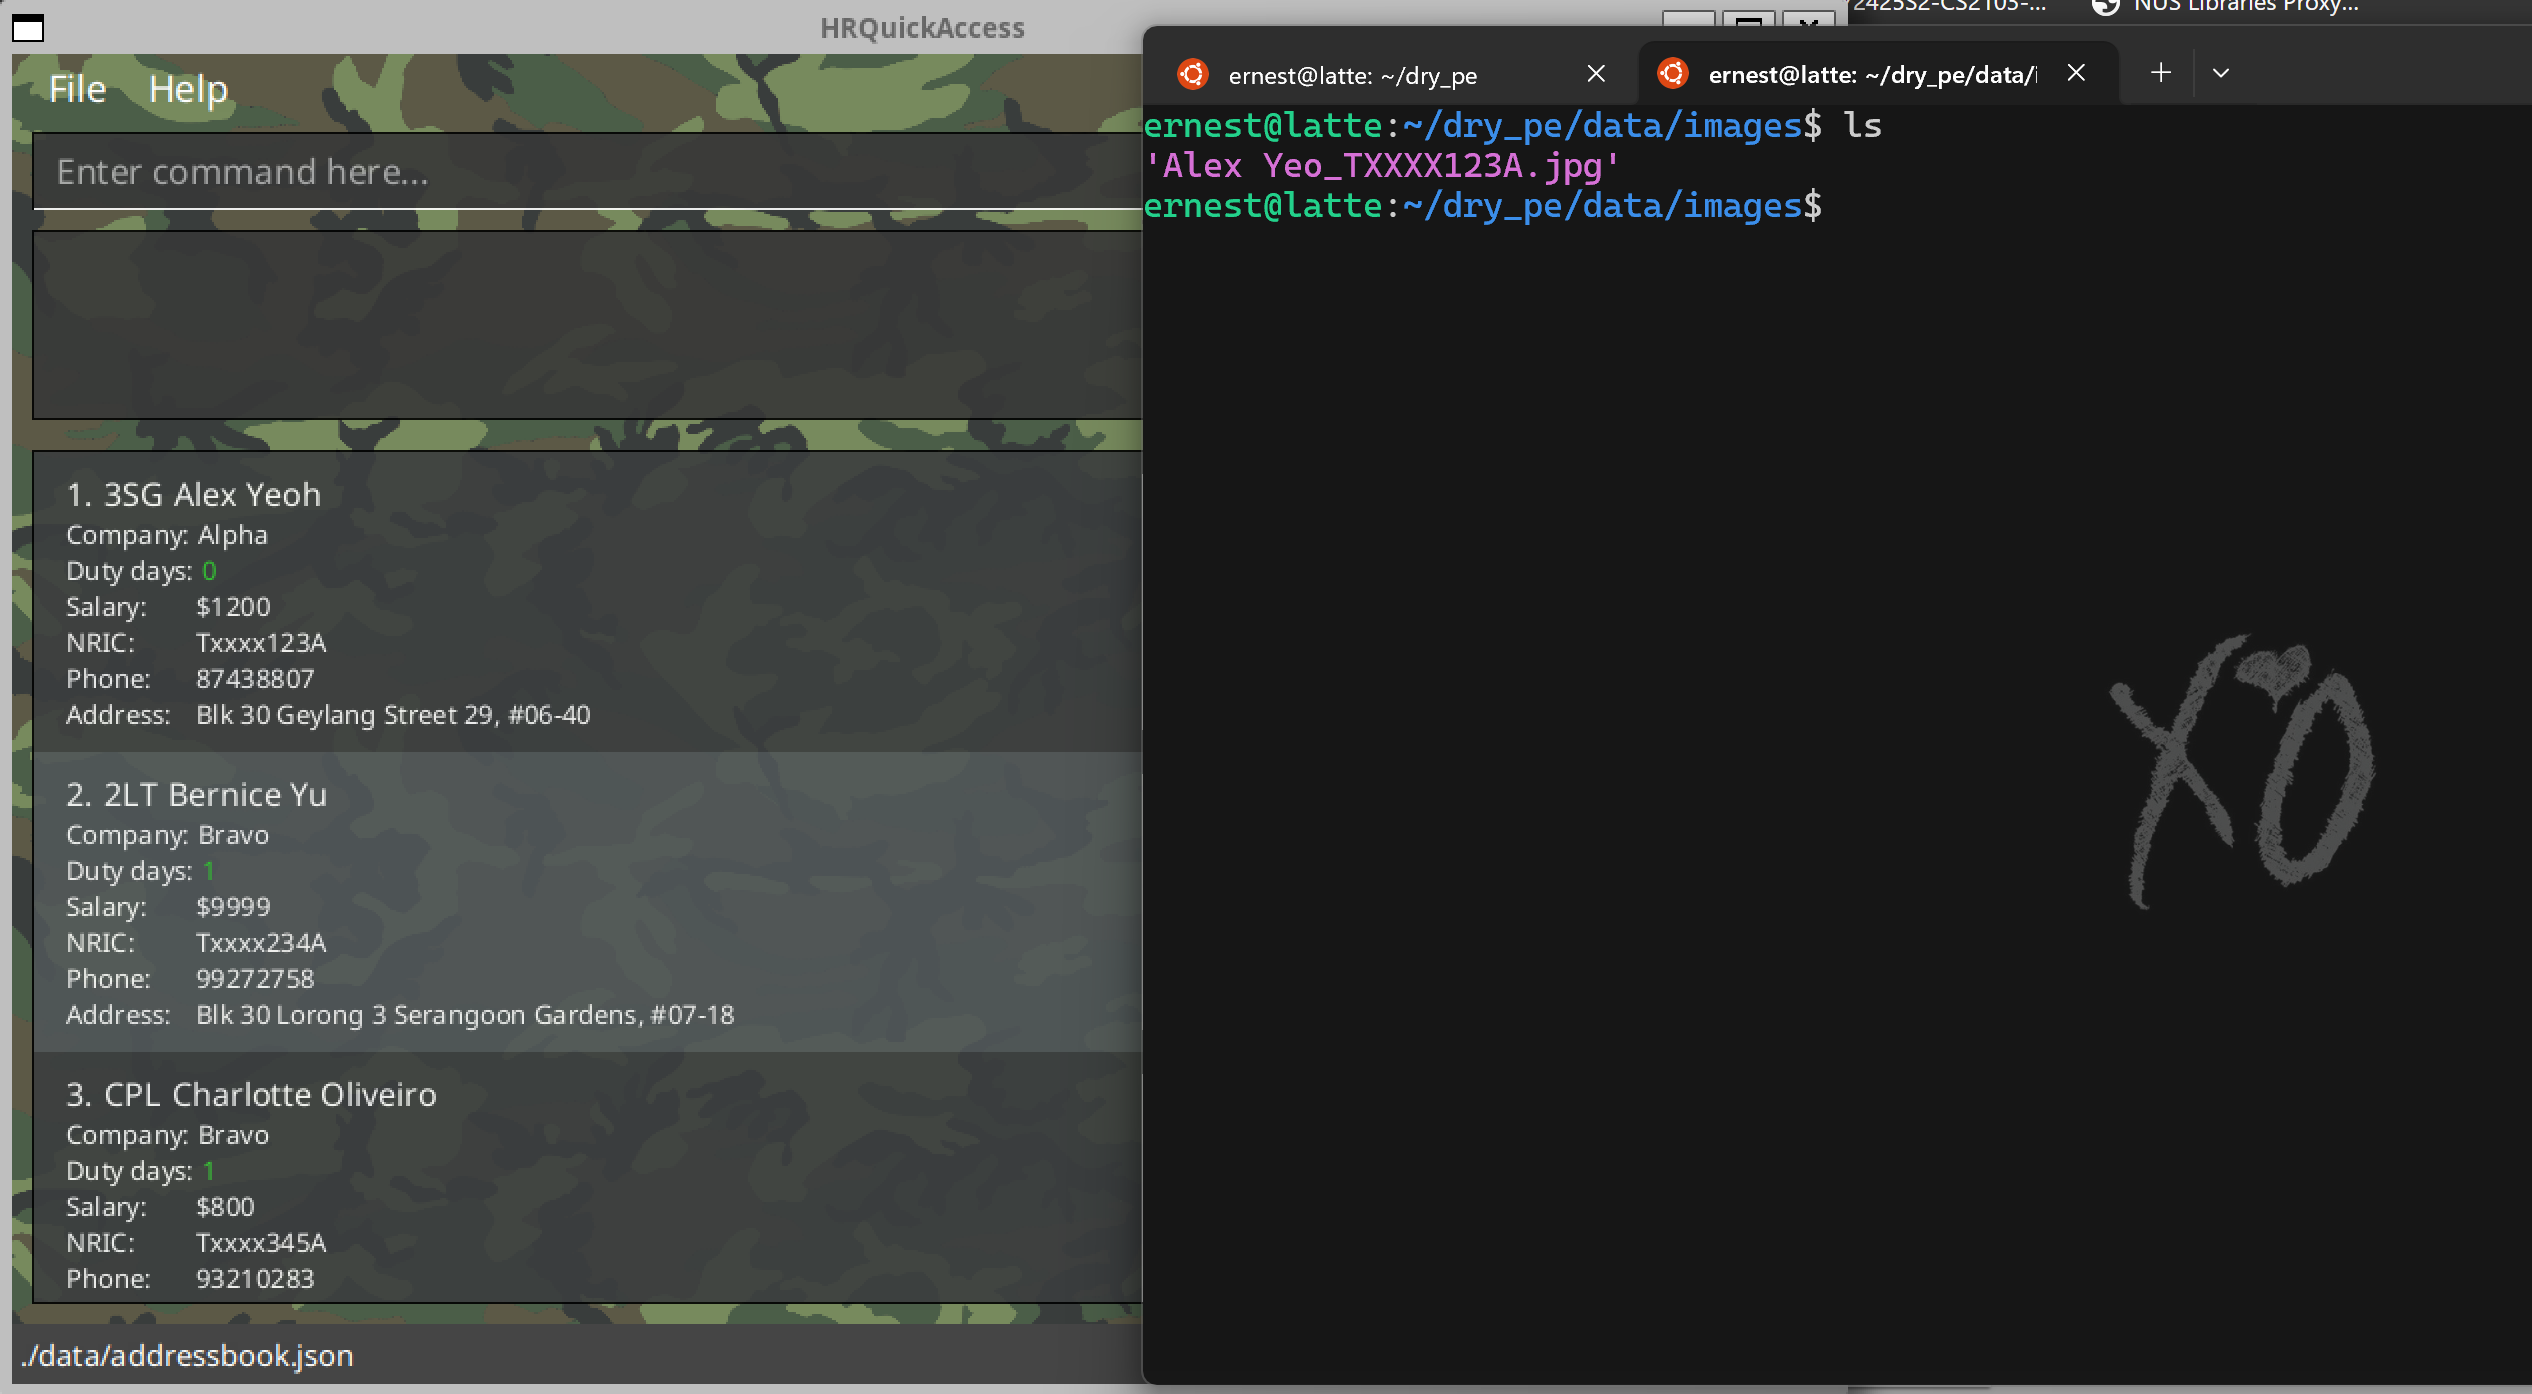 HRQuickAccess
File Help
Enter command here...
1. 3SG Alex Yeoh
Company: Alpha
Duty days: 0
Salary: $1200
NRIC: Txxxx123A
Phone: 87438807
Address: Blk 30 Geylang Street 29, #06-40
2. 2LT Bernice Yu
Company: Bravo
Duty days: 1
Salary: $9999
NRIC: Txxxx234A
Phone: 99272758
Address: Blk 30 Lorong 3 Serangoon Gardens, #07-18
3. CPL Charlotte Oliveiro
Company: Bravo
Duty days: 1
Salary: $800
NRIC: Txxxx345A
Phone: 93210283
./data/addressbook.json
NUS Libraries Proxy...
ernest@latte: ~/dry_pe
ernest@latte: ~/dry_pe/data/i
ernest@latte:~/dry_pe/data/images$ ls
'Alex Yeo_TXXXX123A.jpg'
ernest@latte:~/dry_pe/data/images$
XO